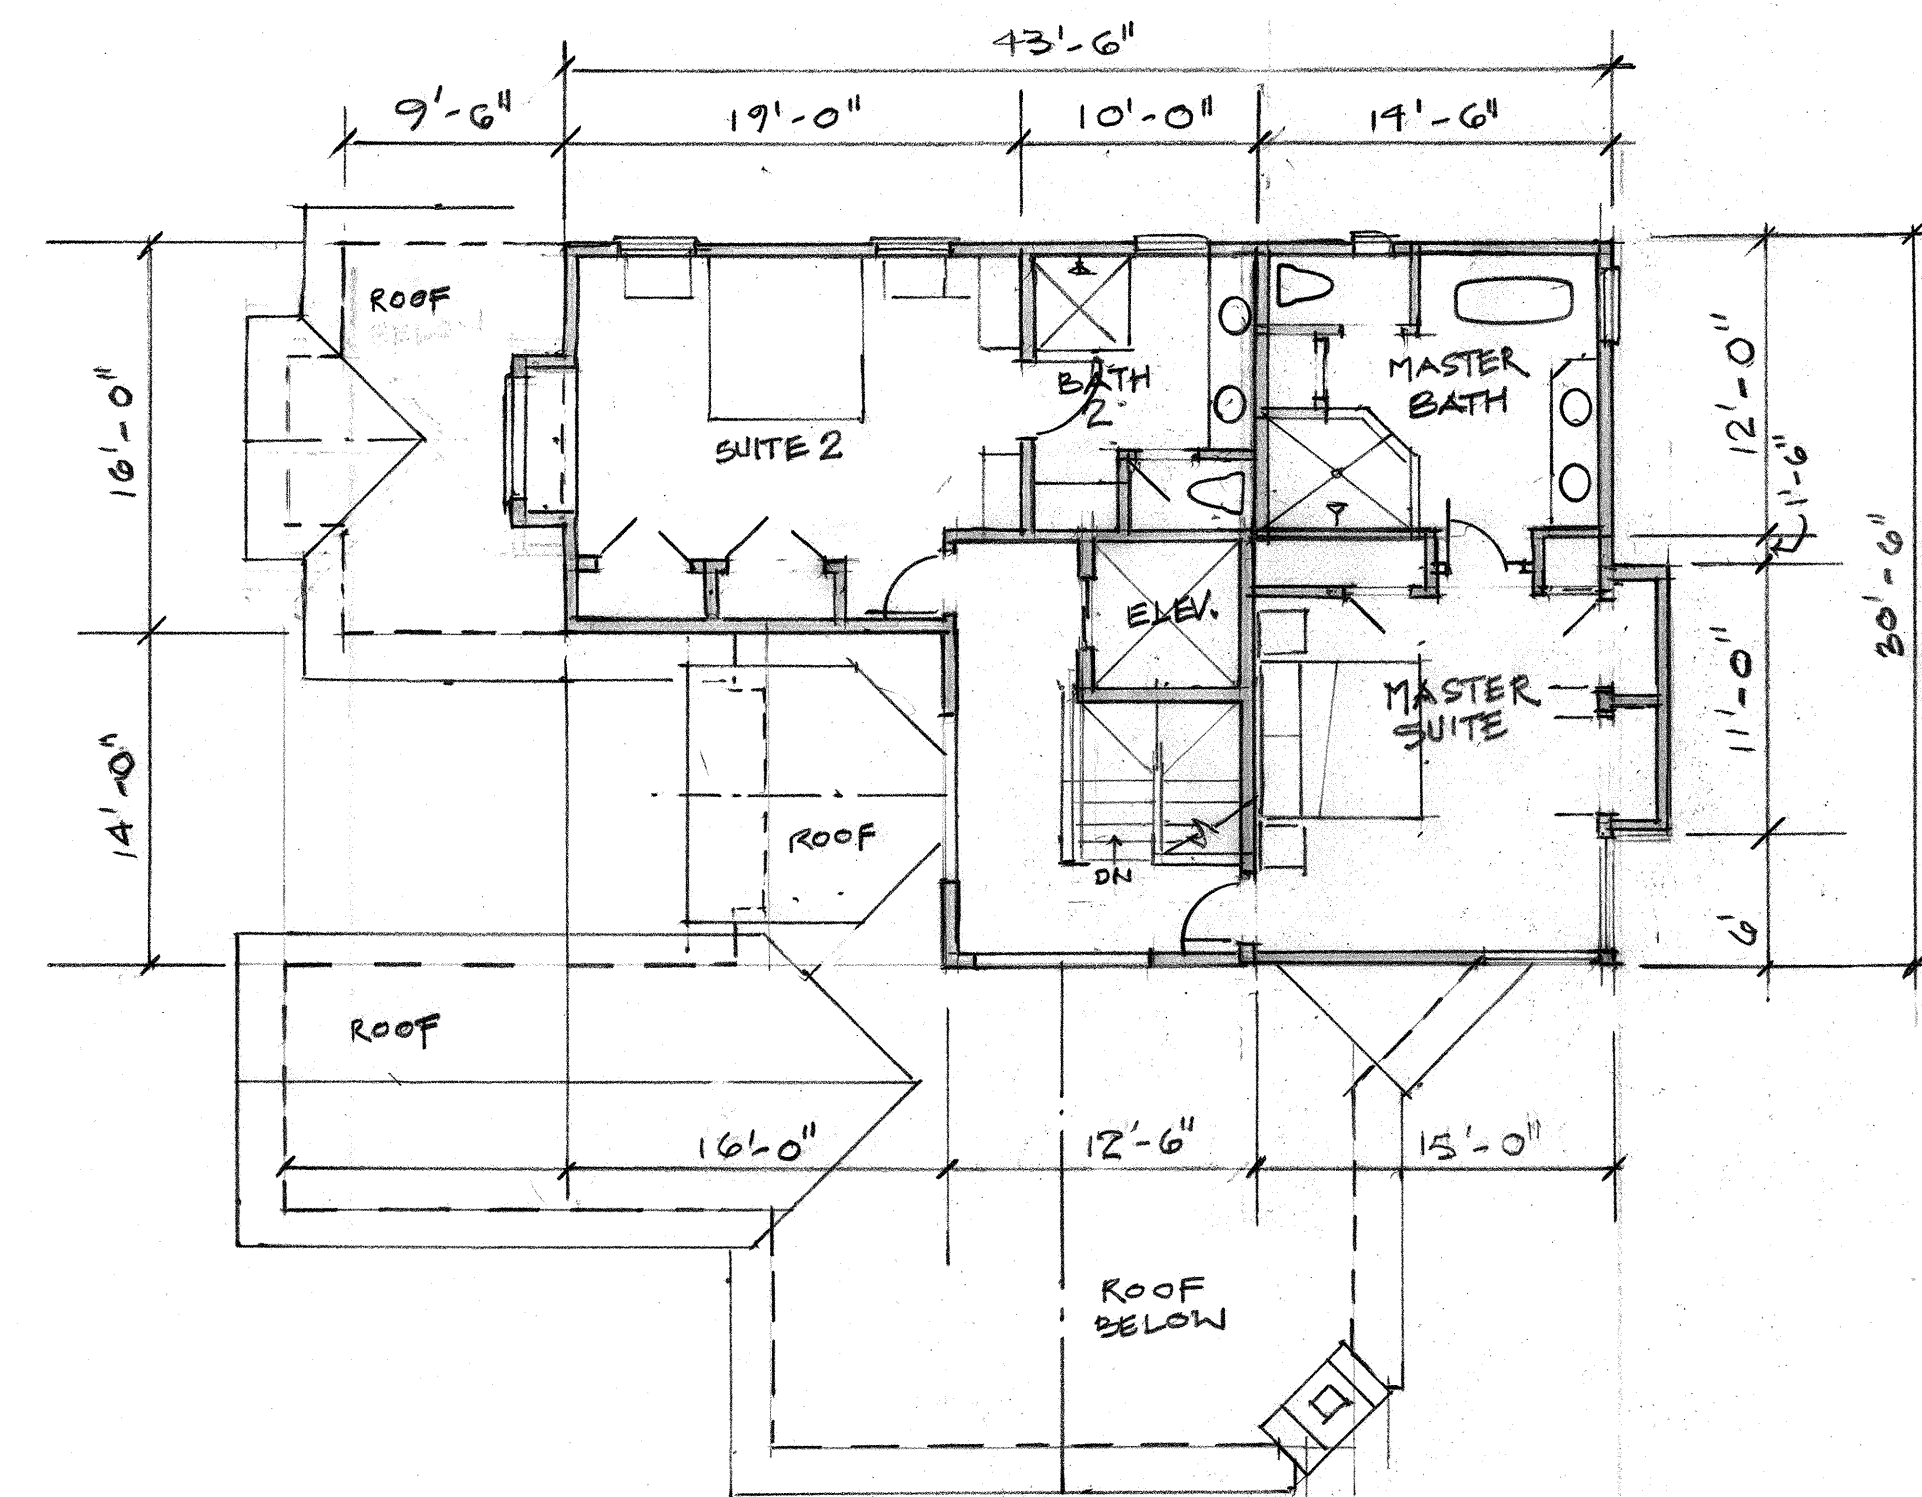 43'-6"
9'-6"
19'-0"
10'-0"
14'-6"
ROOF
16'-0"
12'-0"
1'-6"
30'-6"
BATH
2
MASTER
BATH
SUITE 2
ELEV.
MASTER
SUITE
11'-0"
14'-0"
ROOF
DN
6'
ROOF
16'-0"
12'-6"
15'-0"
ROOF
BELOW